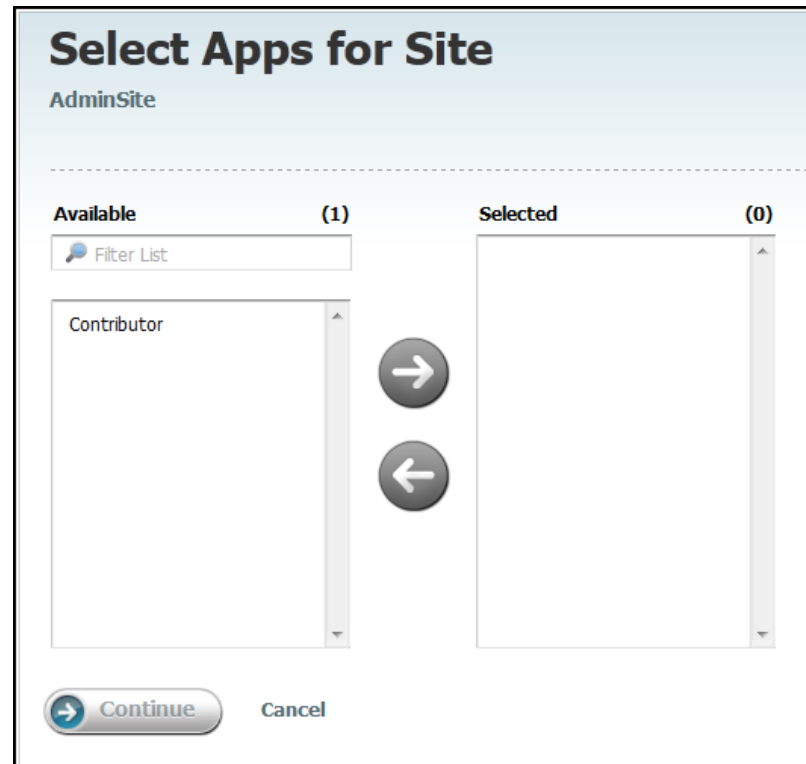 Select Apps for Site
AdminSite
Available (1) Selected (0)
Filter List
Contributor
Continue Cancel